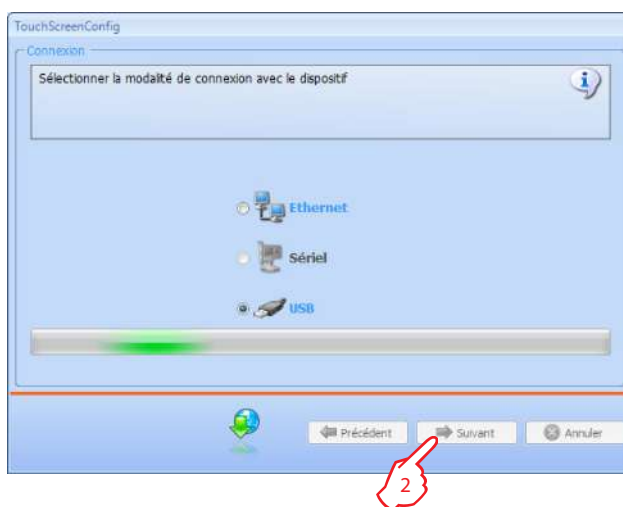 TouchScreenConfig
Connexion
Sélectionner la modalité de connexion avec le dispositif
Ethernet
Sériel
USB
Précédent
Suivant
Annuler
2